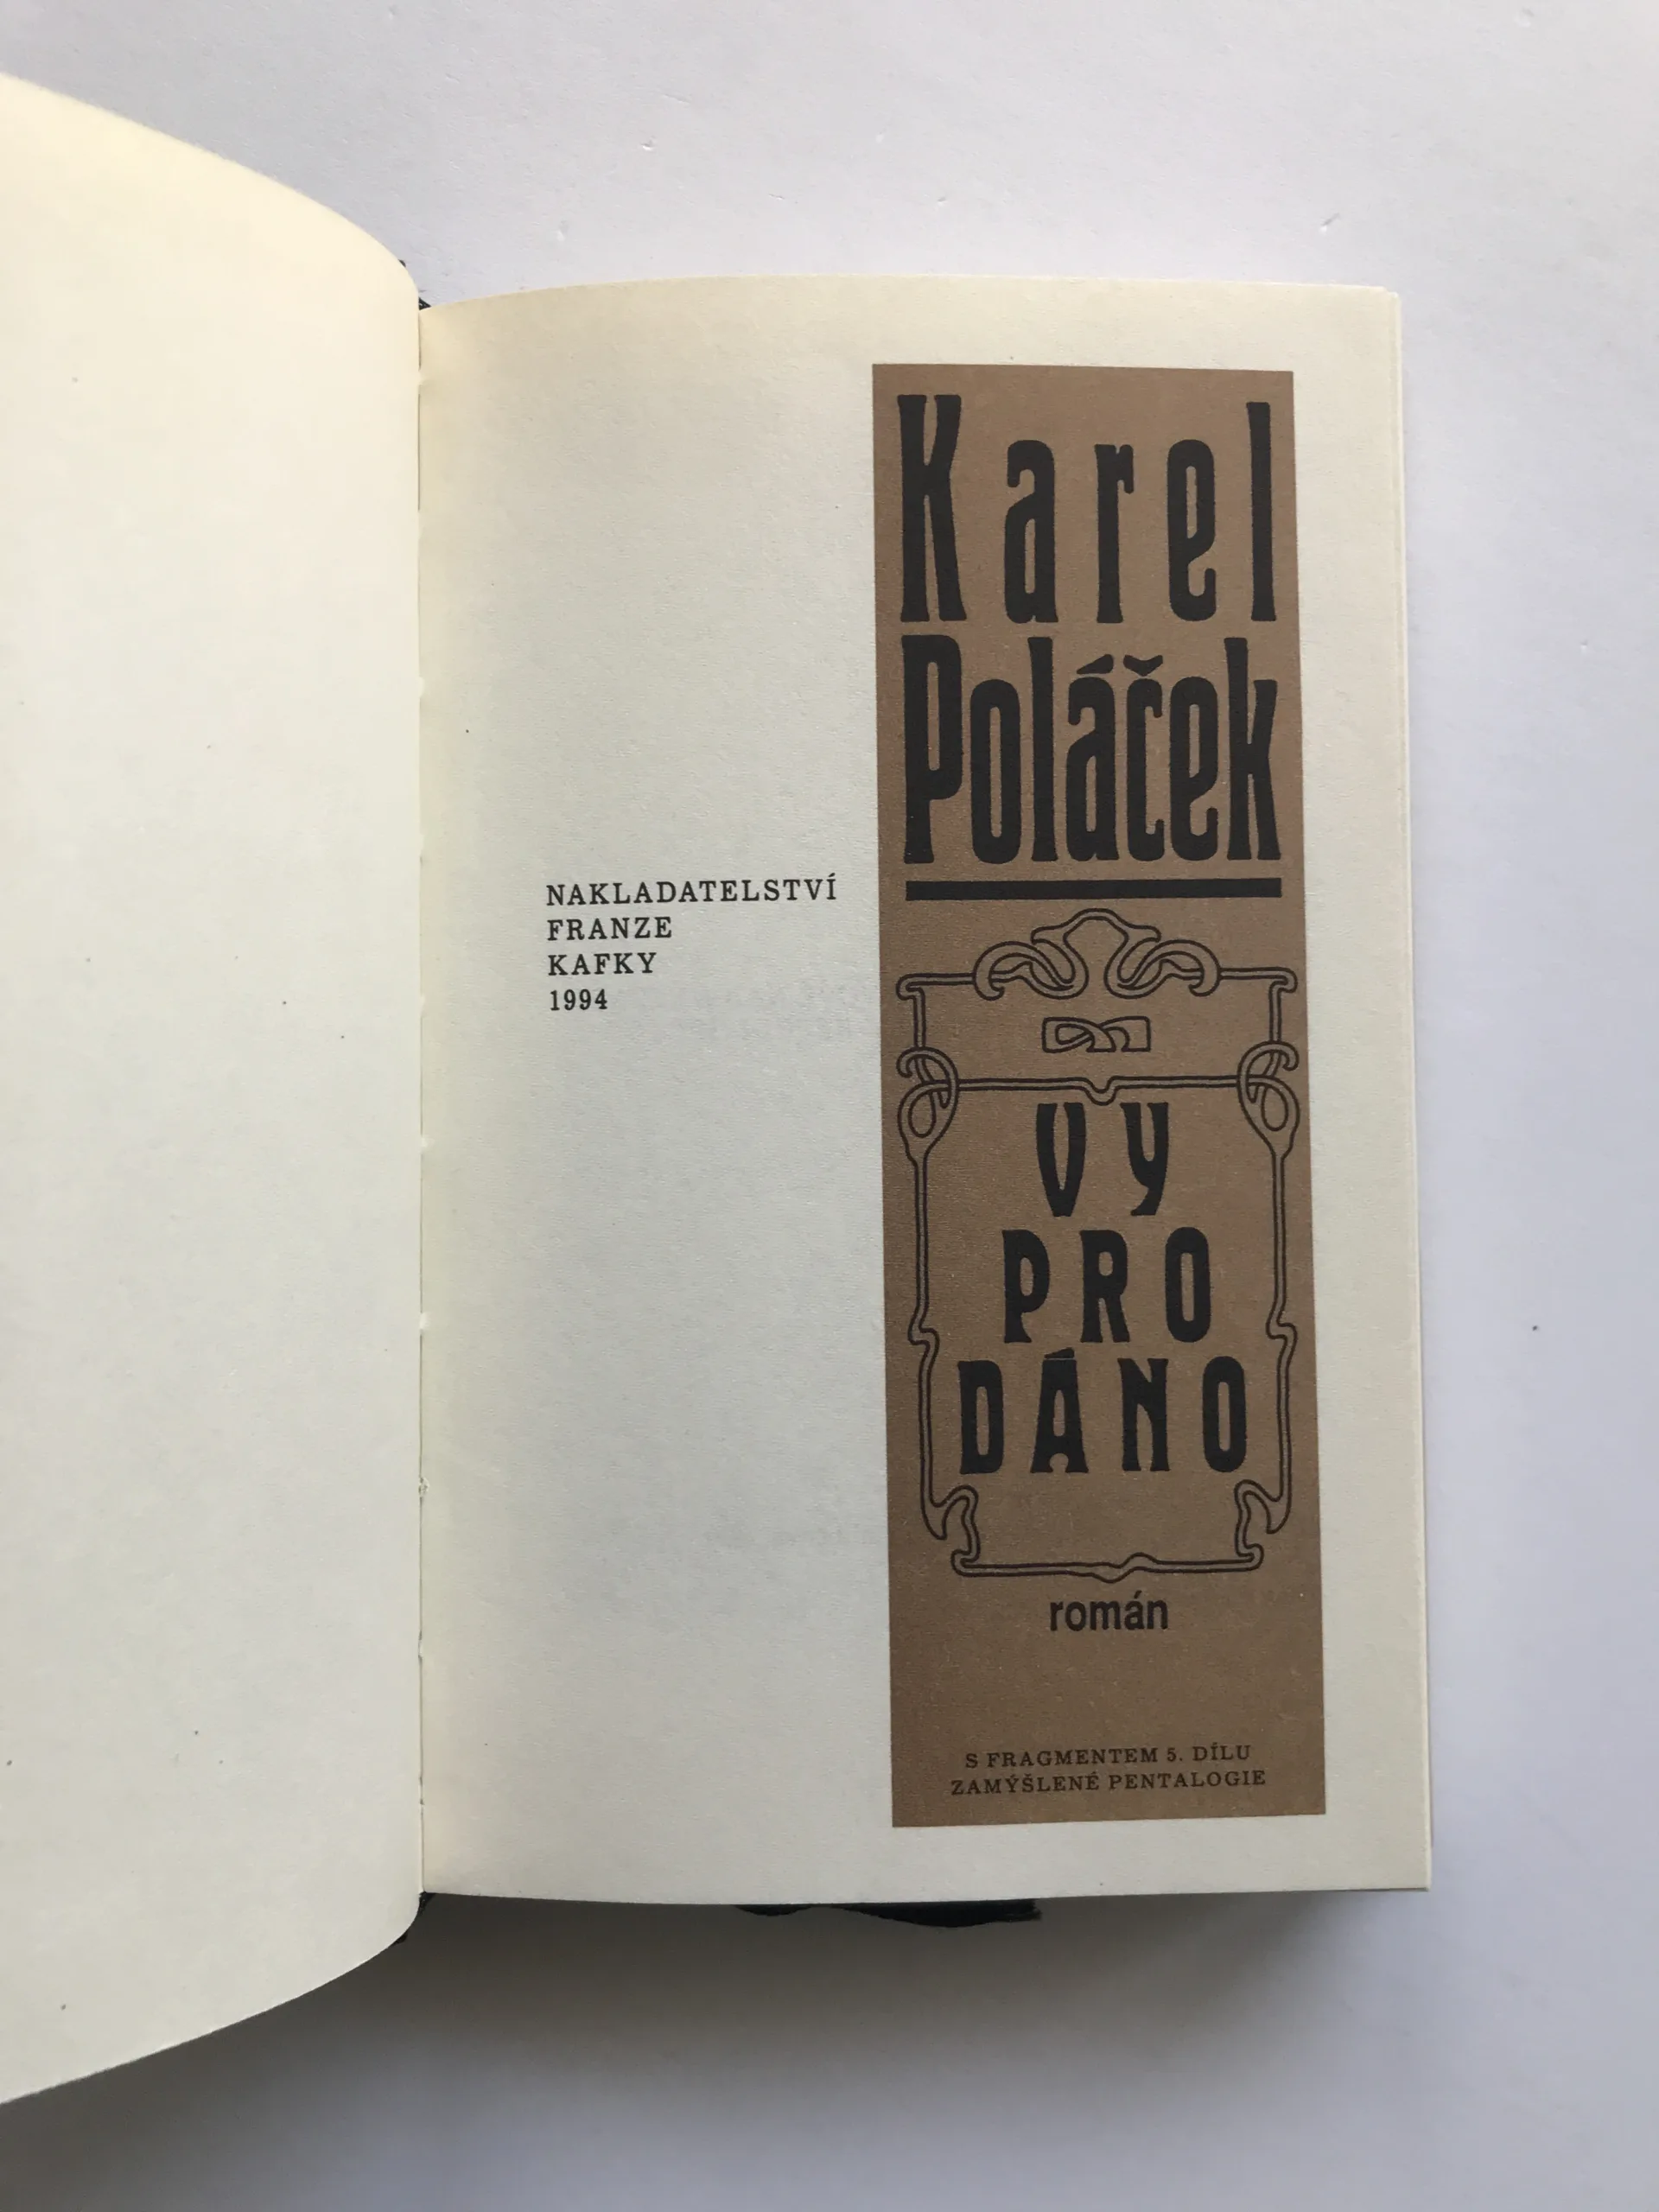 NAKLADATELSTVÍ
FRANZE
KAFKY
1994
Karel
Poláček
VY
PRO
DÁNO
román
S FRAGMENTEM 5. DÍLU
ZAMÝŠLENÉ PENTALOGIE